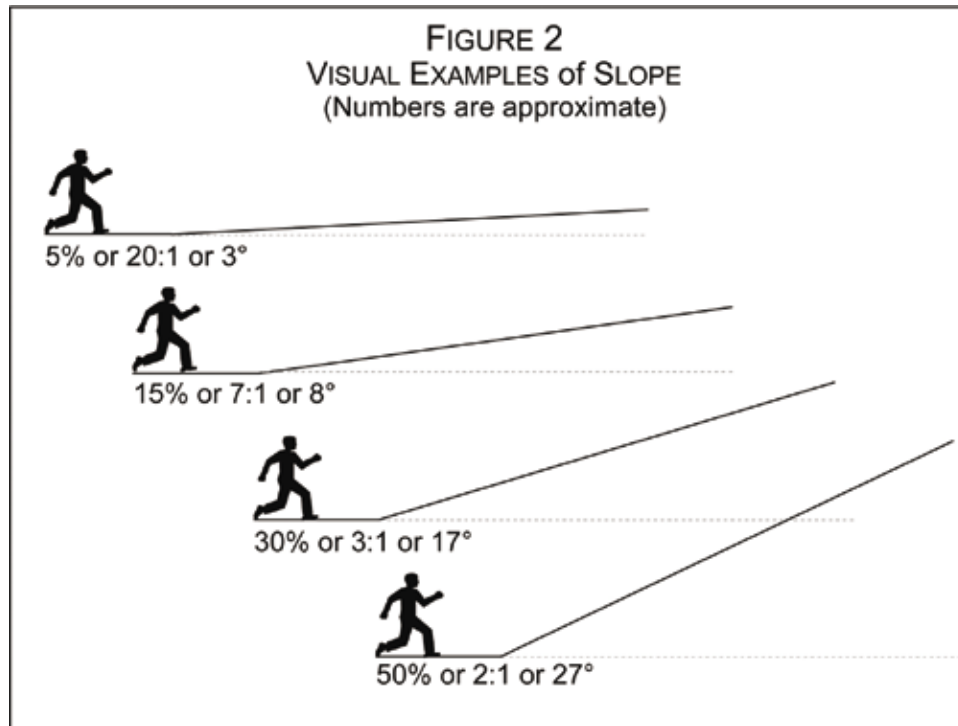 FIGURE 2
VISUAL EXAMPLES of SLOPE
(Numbers are approximate)
5% or 20:1 or 3°
15% or 7:1 or 8°
30% or 3:1 or 17°
50% or 2:1 or 27°